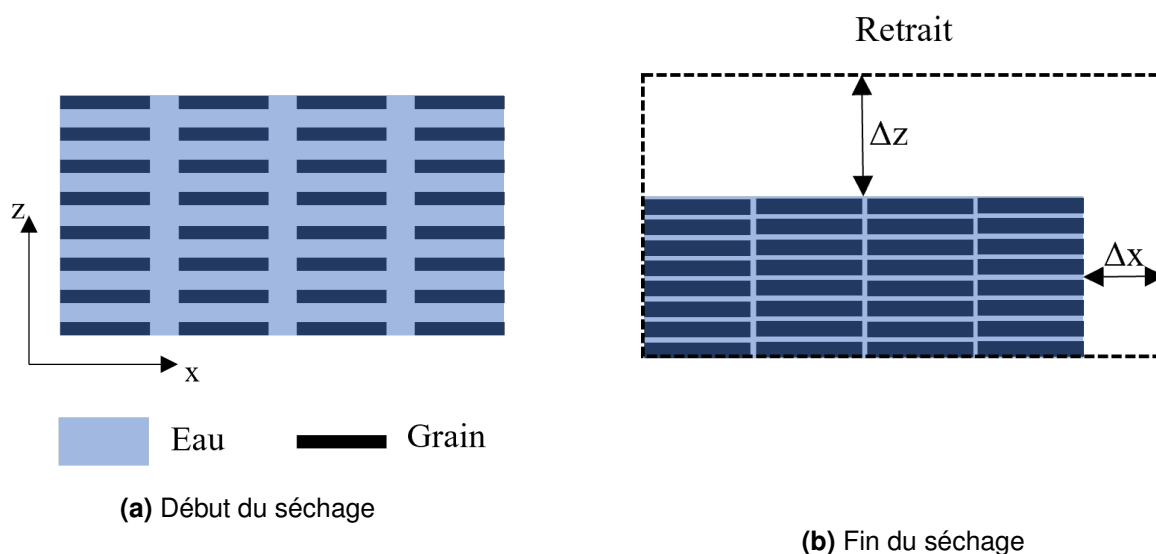 z
x
Eau
Grain
(a) Début du séchage
Retrait
Δz
Δx
(b) Fin du séchage